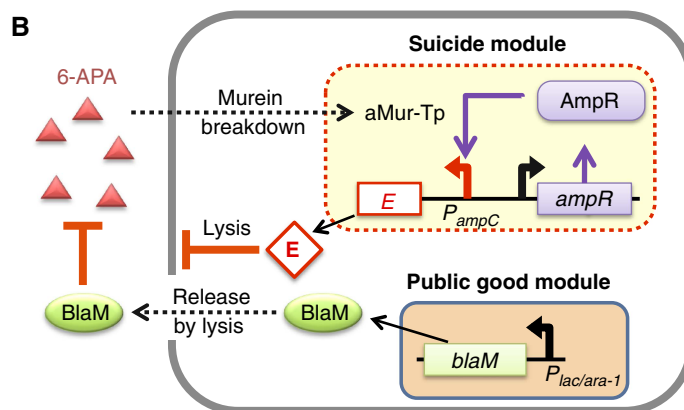 B
Suicide module
6-APA
Murein
breakdown
aMur-Tp
AmpR
E
PampC
ampR
Lysis
E
Public good module
BlaM
Release
by lysis
BlaM
blaM
Plac/ara-1